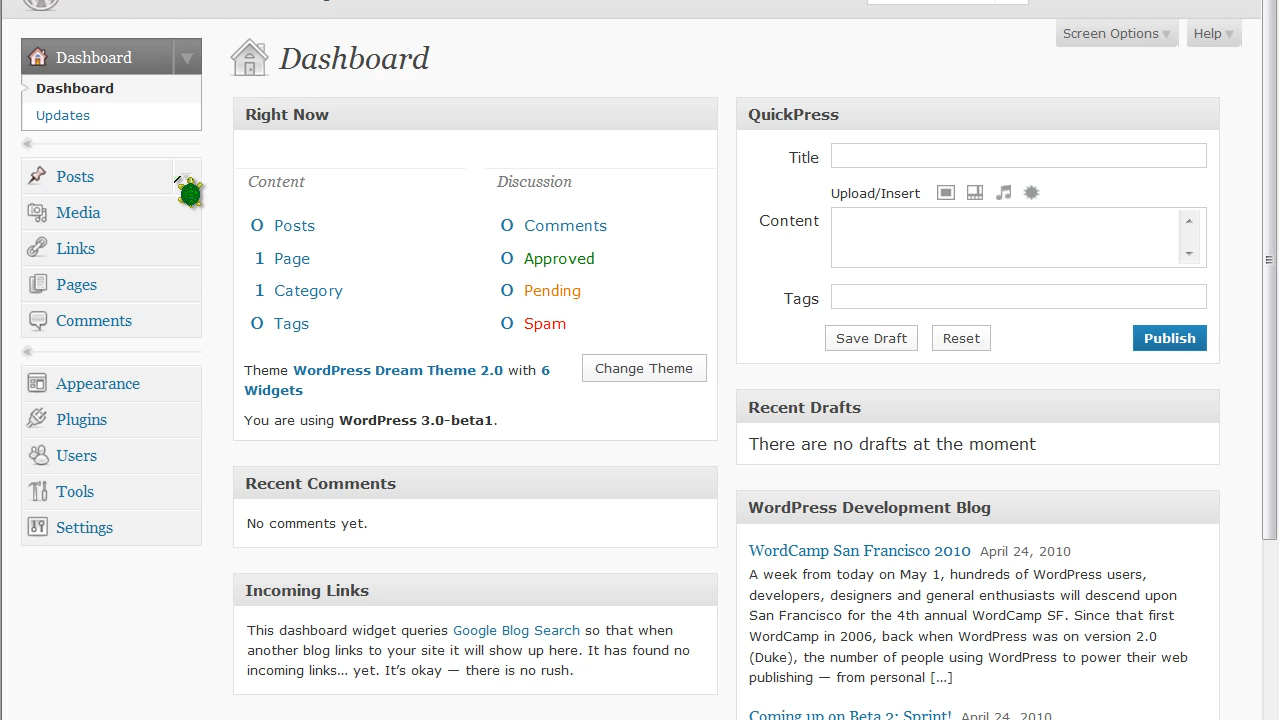 Screen Options
Help
Dashboard
Dashboard
Updates
Posts
Media
Links
Pages
Comments
Appearance
Plugins
Users
Tools
Settings
Dashboard
Right Now
Content
Discussion
0 Posts
0 Comments
1 Page
0 Approved
1 Category
0 Pending
0 Tags
0 Spam
Theme WordPress Dream Theme 2.0 with 6
Widgets
Change Theme
You are using WordPress 3.0-beta1.
Recent Comments
No comments yet.
Incoming Links
This dashboard widget queries Google Blog Search so that when
another blog links to your site it will show up here. It has found no
incoming links… yet. It’s okay — there is no rush.
QuickPress
Title
Upload/Insert
Content
Tags
Save Draft
Reset
Publish
Recent Drafts
There are no drafts at the moment
WordPress Development Blog
WordCamp San Francisco 2010 April 24, 2010
A week from today on May 1, hundreds of WordPress users,
developers, designers and general enthusiasts will descend upon
San Francisco for the 4th annual WordCamp SF. Since that first
WordCamp in 2006, back when WordPress was on version 2.0
(Duke), the number of people using WordPress to power their web
publishing — from personal […]
Coming up on Beta 2: Sprint! April 24, 2010